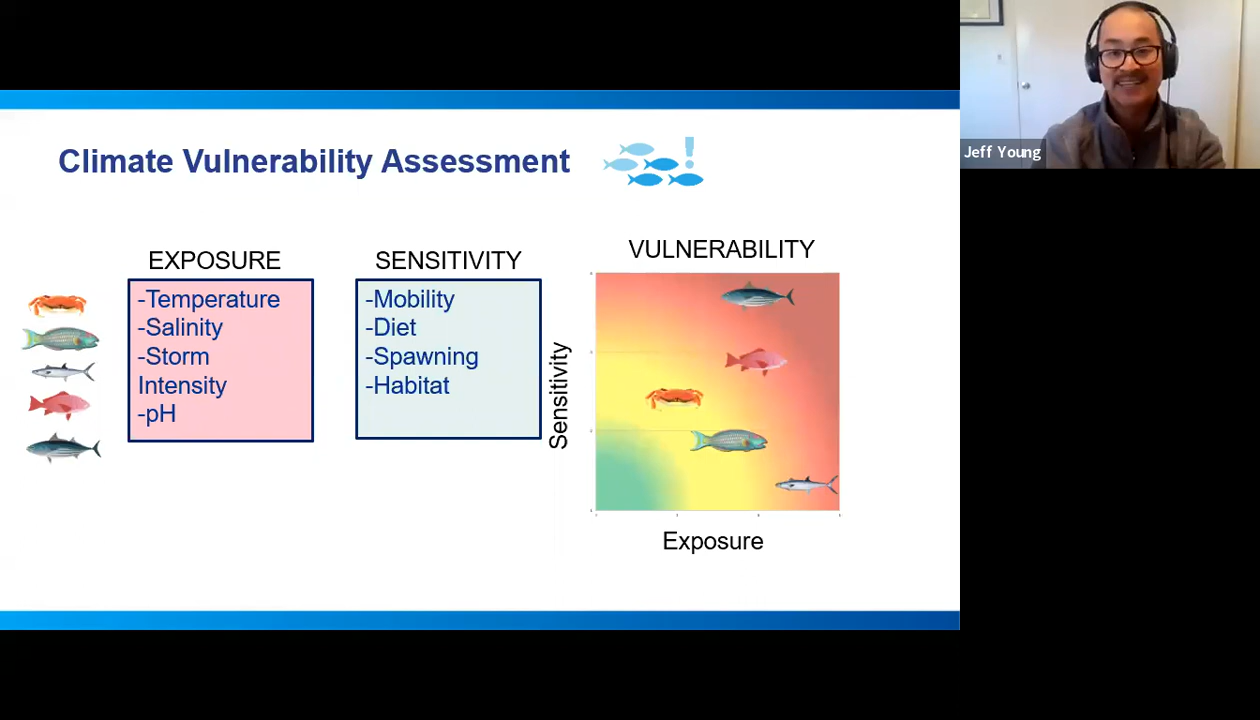 Climate Vulnerability Assessment
EXPOSURE
-Temperature
-Salinity
-Storm
Intensity
-pH
SENSITIVITY
-Mobility
-Diet
-Spawning
-Habitat
VULNERABILITY
Sensitivity
Exposure
Jeff Young